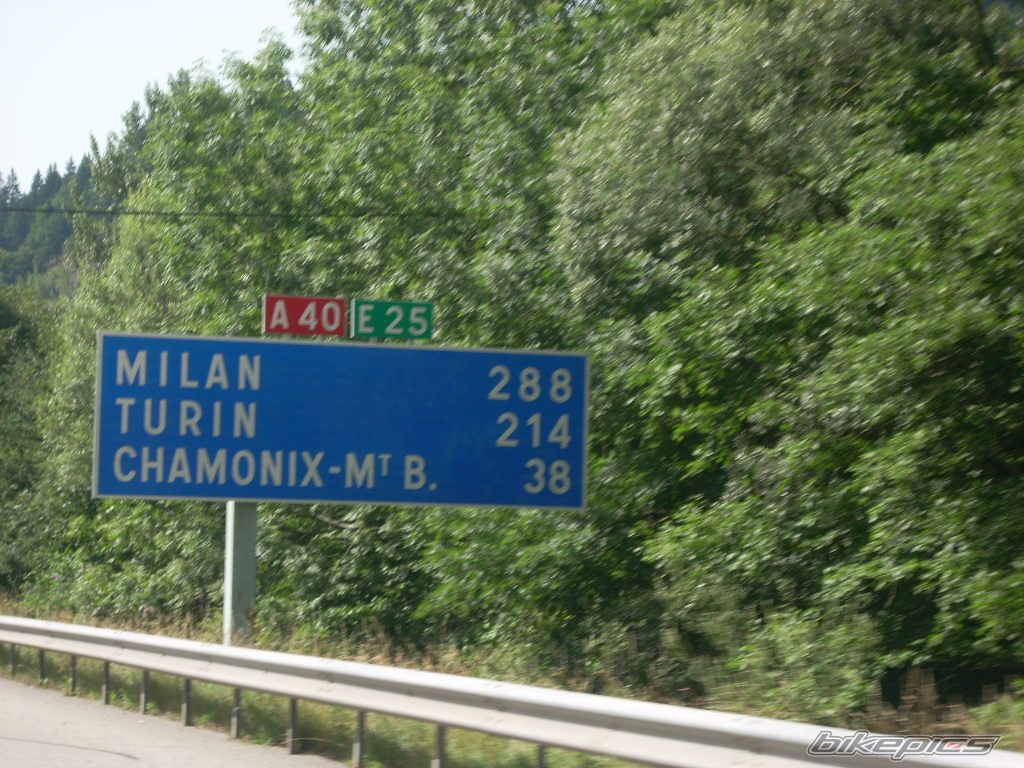 A 40 E 25
MILAN 288
TURIN 214
CHAMONIX-MT B. 38
bikepics